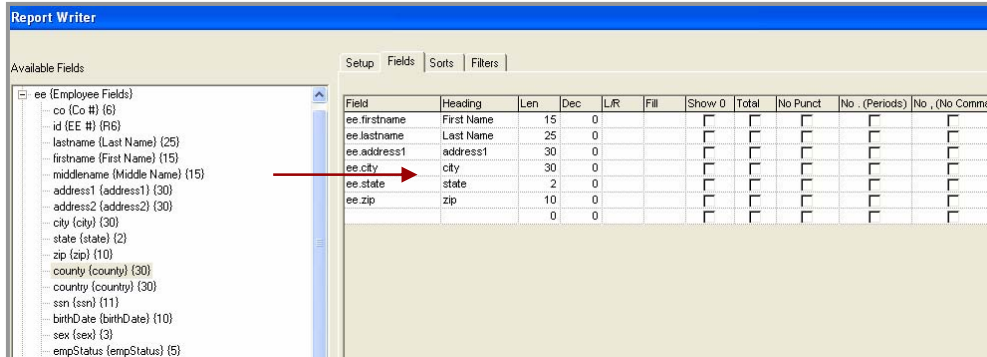 Report Writer
Available Fields
ee {Employee Fields}
co {Co #} {6}
id {EE #} {R6}
lastname {Last Name} {25}
firstname {First Name} {15}
middlename {Middle Name} {15}
address1 {address1} {30}
address2 {address2} {30}
city {city} {30}
state {state} {2}
zip {zip} {10}
county {county} {30}
country {country} {30}
ssn {ssn} {11}
birthDate {birthDate} {10}
sex {sex} {3}
empStatus {empStatus} {5}
Setup Fields Sorts Filters
Field Heading Len Dec L/R Fill Show 0 Total No Punct No . (Periods) No , (No Comma
ee.firstname First Name 15 0
ee.lastname Last Name 25 0
ee.address1 address1 30 0
ee.city city 30 0
ee.state state 2 0
ee.zip zip 10 0
0 0